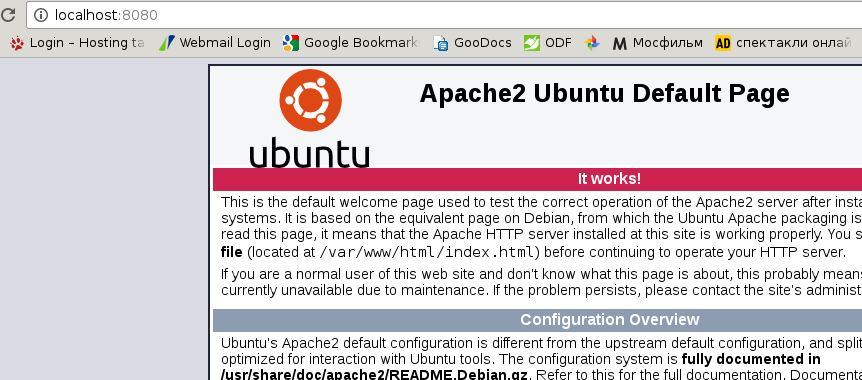 localhost:8080
Login – Hosting ta Webmail Login Google Bookmark GooDocs ODF Мосфильм AD спектакли онлай
ubuntu
Apache2 Ubuntu Default Page
It works!
This is the default welcome page used to test the correct operation of the Apache2 server after insta
systems. It is based on the equivalent page on Debian, from which the Ubuntu Apache packaging is
read this page, it means that the Apache HTTP server installed at this site is working properly. You s
file (located at /var/www/html/index.html) before continuing to operate your HTTP server.
If you are a normal user of this web site and don't know what this page is about, this probably means
currently unavailable due to maintenance. If the problem persists, please contact the site's administ
Configuration Overview
Ubuntu's Apache2 default configuration is different from the upstream default configuration, and split
optimized for interaction with Ubuntu tools. The configuration system is fully documented in
/usr/share/doc/apache2/README.Debian.gz. Refer to this for the full documentation. Documenta